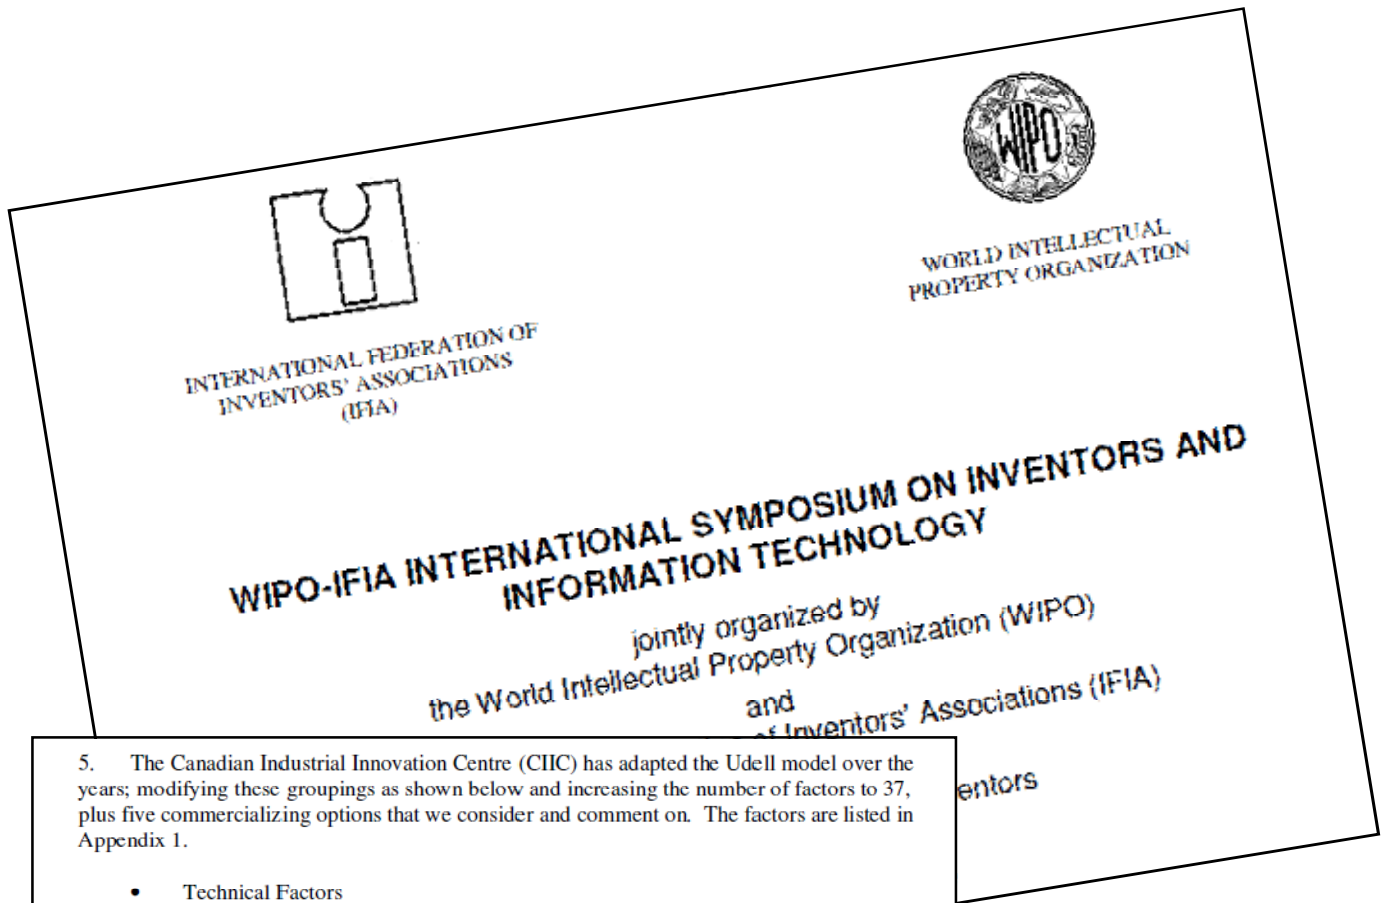 WIPO
WORLD INTELLECTUAL
PROPERTY ORGANIZATION
INTERNATIONAL FEDERATION OF
INVENTORS' ASSOCIATIONS
(IFIA)
WIPO-IFIA INTERNATIONAL SYMPOSIUM ON INVENTORS AND
INFORMATION TECHNOLOGY
jointly organized by
the World Intellectual Property Organization (WIPO)
and
of Inventors' Associations (IFIA)
entors
5. The Canadian Industrial Innovation Centre (CIIC) has adapted the Udell model over the
years; modifying these groupings as shown below and increasing the number of factors to 37,
plus five commercializing options that we consider and comment on. The factors are listed in
Appendix 1.
• Technical Factors